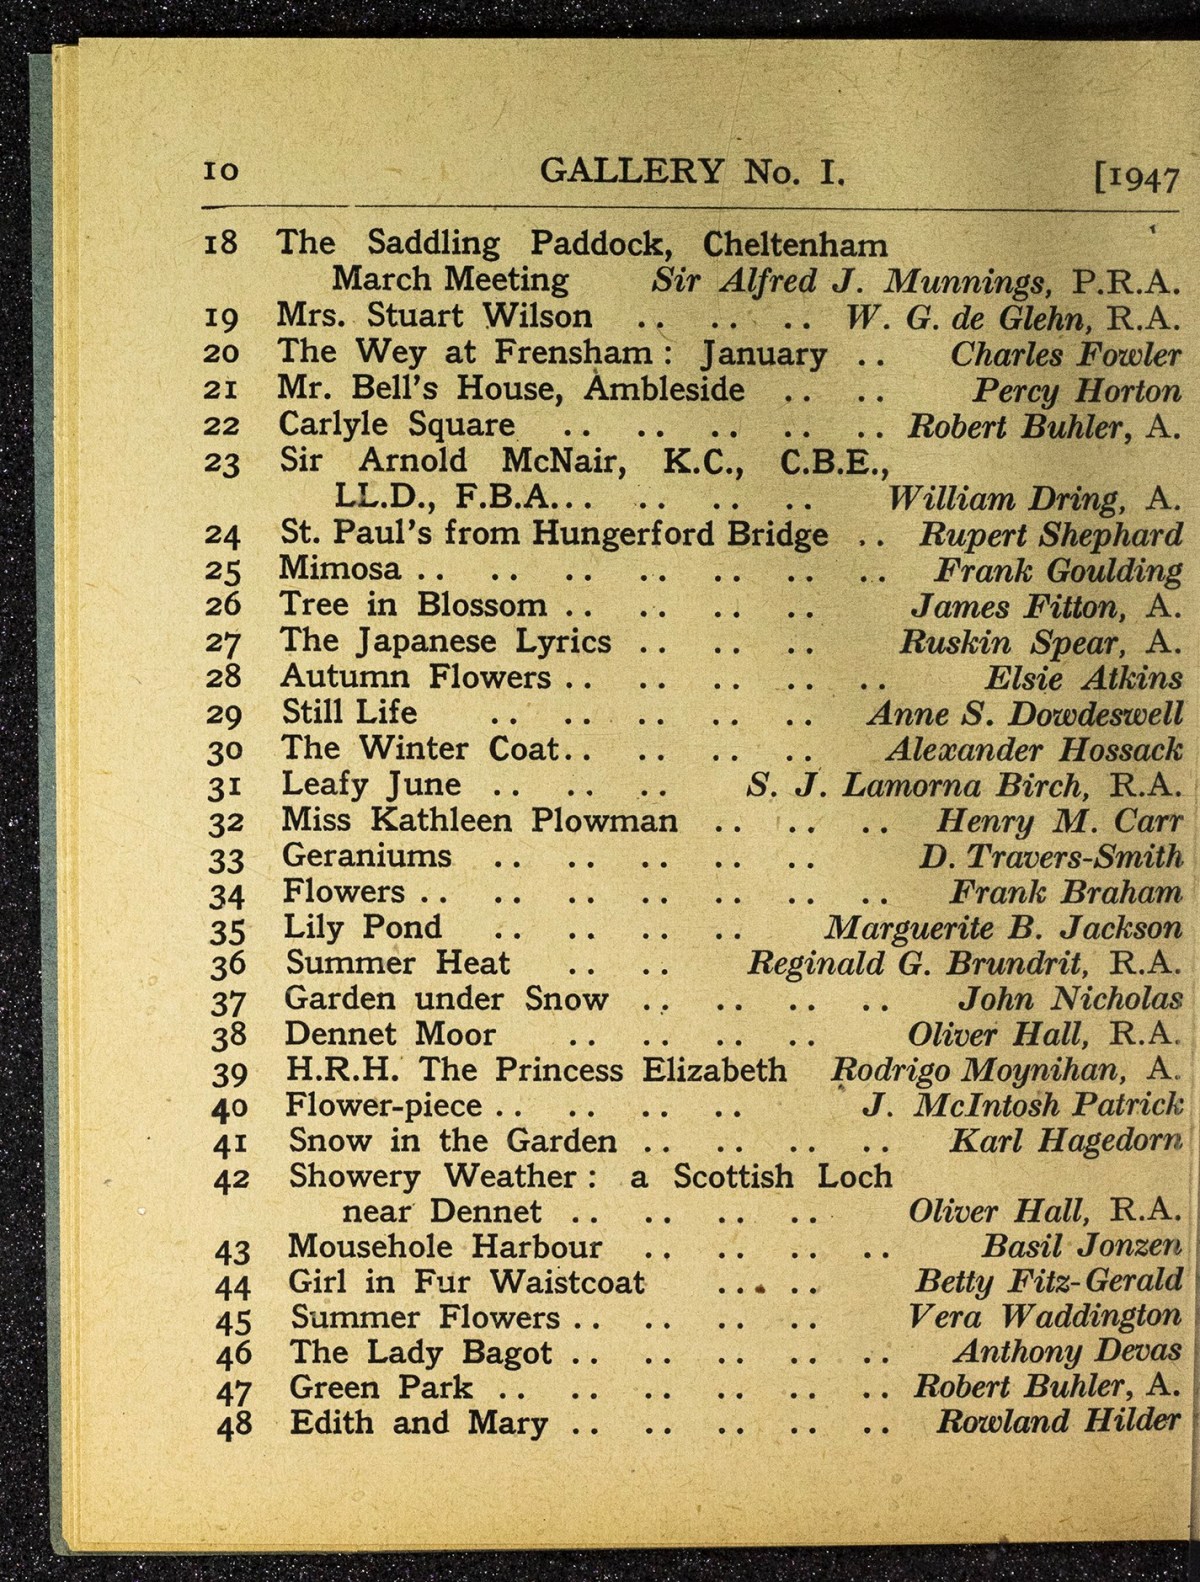 10 GALLERY No. I. [1947
18 The Saddling Paddock, Cheltenham
March Meeting Sir Alfred J. Munnings, P.R.A.
19 Mrs. Stuart Wilson .. .. .. W. G. de Glehn, R.A.
20 The Wey at Frensham : January .. Charles Fowler
21 Mr. Bell's House, Ambleside .. .. Percy Horton
22 Carlyle Square .. .. .. .. .. Robert Buhler, A.
23 Sir Arnold McNair, K.C., C.B.E.,
LL.D., F.B.A... .. .. .. William Dring, A.
24 St. Paul's from Hungerford Bridge .. Rupert Shephard
25 Mimosa .. .. .. .. .. .. .. Frank Goulding
26 Tree in Blossom .. .. .. .. James Fitton, A.
27 The Japanese Lyrics .. .. .. Ruskin Spear, A.
28 Autumn Flowers .. .. .. .. .. Elsie Atkins
29 Still Life .. .. .. .. .. Anne S. Dowdeswell
30 The Winter Coat.. .. .. .. Alexander Hossack
31 Leafy June .. .. .. S. J. Lamorna Birch, R.A.
32 Miss Kathleen Plowman .. .. .. Henry M. Carr
33 Geraniums .. .. .. .. .. D. Travers-Smith
34 Flowers .. .. .. .. .. .. .. Frank Braham
35 Lily Pond .. .. .. .. Marguerite B. Jackson
36 Summer Heat .. .. Reginald G. Brundrit, R.A.
37 Garden under Snow .. .. .. .. John Nicholas
38 Dennet Moor .. .. .. .. Oliver Hall, R.A.
39 H.R.H. The Princess Elizabeth Rodrigo Moynihan, A.
40 Flower-piece .. .. .. .. J. McIntosh Patrick
41 Snow in the Garden .. .. .. .. Karl Hagedorn
42 Showery Weather : a Scottish Loch
near Dennet .. .. .. .. Oliver Hall, R.A.
43 Mousehole Harbour .. .. .. .. Basil Jonzen
44 Girl in Fur Waistcoat .. .. Betty Fitz-Gerald
45 Summer Flowers .. .. .. .. Vera Waddington
46 The Lady Bagot .. .. .. .. .. Anthony Devas
47 Green Park .. .. .. .. .. .. Robert Buhler, A.
48 Edith and Mary .. .. .. .. .. Rowland Hilder